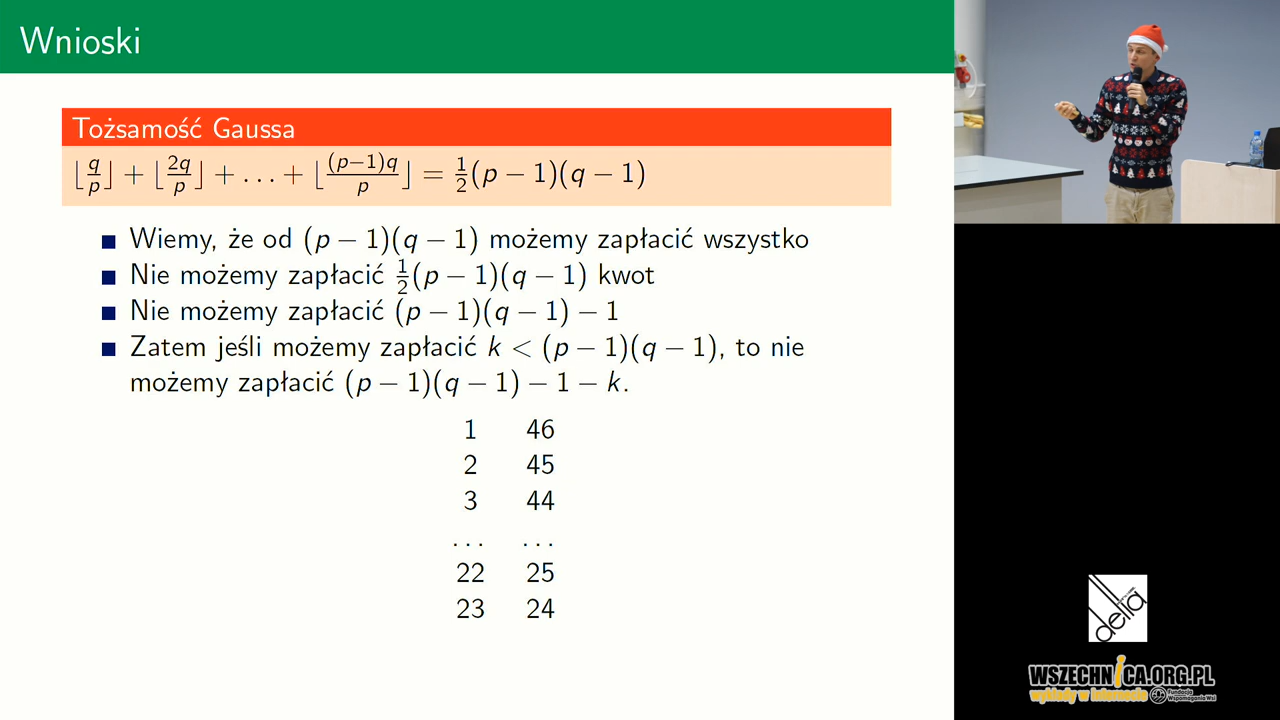 Wnioski
Tożsamość Gaussa
⌊q/p⌋ + ⌊2q/p⌋ + . . . + ⌊(p−1)q/p⌋ = 1/2(p − 1)(q − 1)
Wiemy, że od (p − 1)(q − 1) możemy zapłacić wszystko
Nie możemy zapłacić 1/2(p − 1)(q − 1) kwot
Nie możemy zapłacić (p − 1)(q − 1) − 1
Zatem jeśli możemy zapłacić k < (p − 1)(q − 1), to nie
możemy zapłacić (p − 1)(q − 1) − 1 − k.
1 46
2 45
3 44
. . . . . .
22 25
23 24
delta
WSZECHNICA.ORG.PL
wykłady w internecie
Fundacja
Wspomagania Wsi